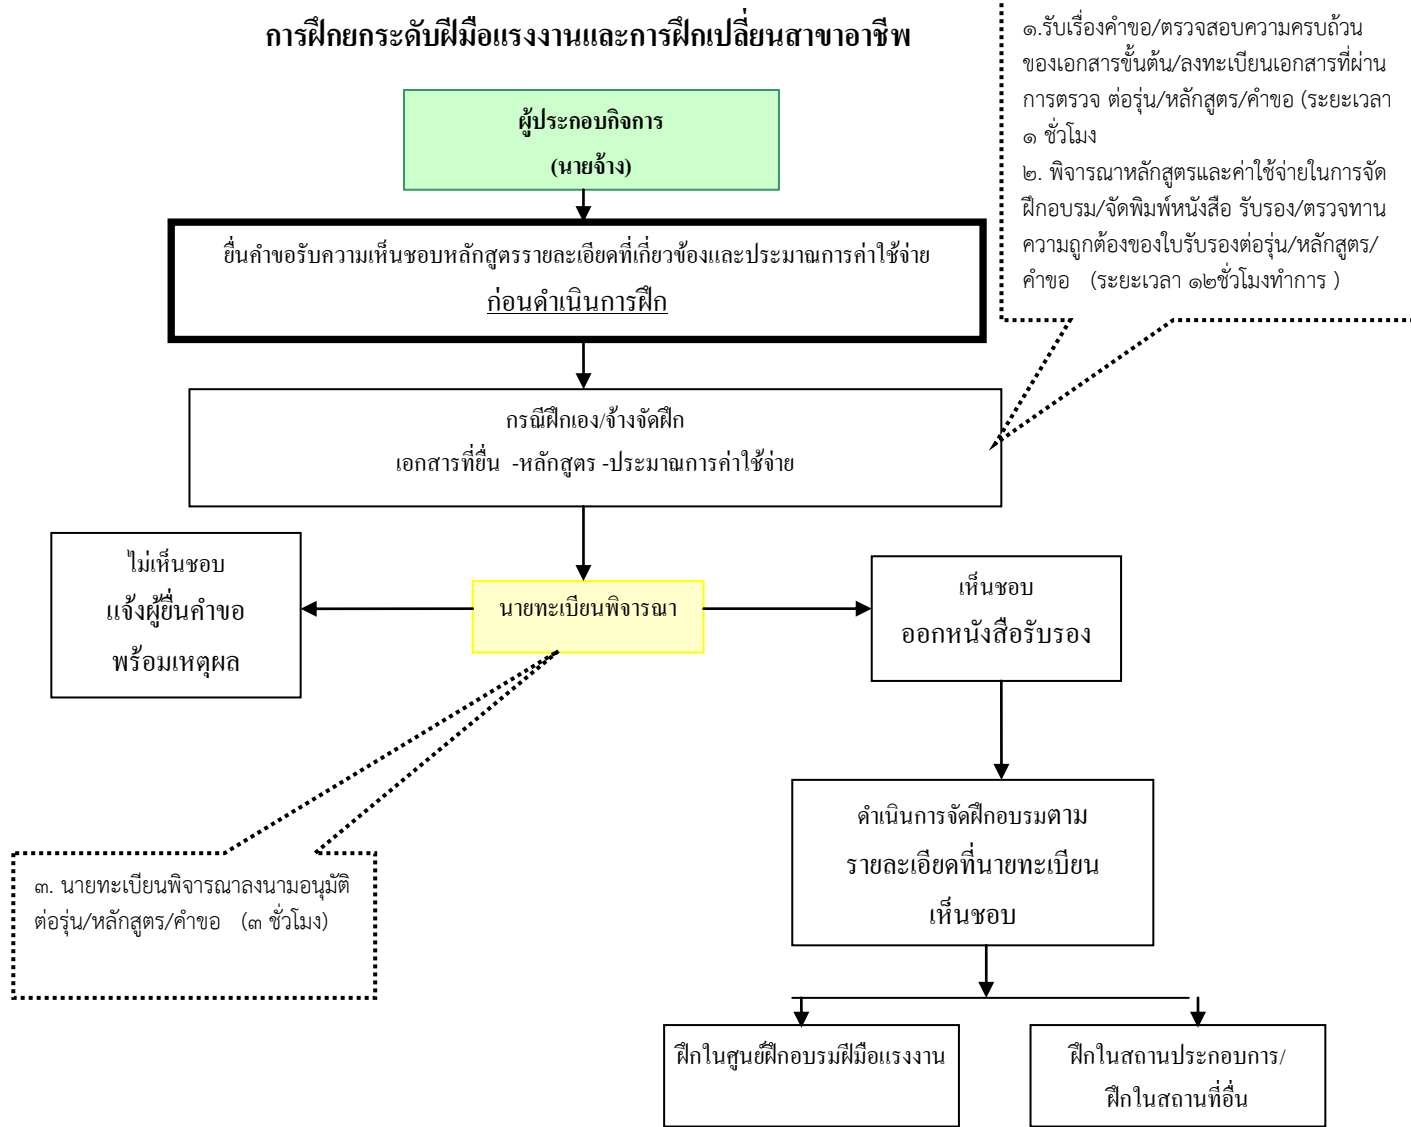 การฝึกยกระดับฝีมือแรงงานและการฝึกเปลี่ยนสาขาอาชีพ
๑.รับเรื่องคำขอ/ตรวจสอบความครบถ้วน
ของเอกสารขั้นต้น/ลงทะเบียนเอกสารที่ผ่าน
การตรวจ ต่อรุ่น/หลักสูตร/คำขอ (ระยะเวลา
๑ ชั่วโมง
๒. พิจารณาหลักสูตรและค่าใช้จ่ายในการจัด
ฝึกอบรม/จัดพิมพ์หนังสือ รับรอง/ตรวจทาน
ความถูกต้องของใบรับรองต่อรุ่น/หลักสูตร/
คำขอ (ระยะเวลา ๑๒ชั่วโมงทำการ )
ผู้ประกอบกิจการ
(นายจ้าง)
ยื่นคำขอรับความเห็นชอบหลักสูตรรายละเอียดที่เกี่ยวข้องและประมาณการค่าใช้จ่าย
ก่อนดำเนินการฝึก
กรณีฝึกเอง/จ้างจัดฝึก
เอกสารที่ยื่น -หลักสูตร -ประมาณการค่าใช้จ่าย
ไม่เห็นชอบ
แจ้งผู้ยื่นคำขอ
พร้อมเหตุผล
นายทะเบียนพิจารณา
เห็นชอบ
ออกหนังสือรับรอง
ดำเนินการจัดฝึกอบรมตาม
รายละเอียดที่นายทะเบียน
เห็นชอบ
๓. นายทะเบียนพิจารณาลงนามอนุมัติ
ต่อรุ่น/หลักสูตร/คำขอ (๓ ชั่วโมง)
ฝึกในศูนย์ฝึกอบรมฝีมือแรงงาน
ฝึกในสถานประกอบการ/
ฝึกในสถานที่อื่น